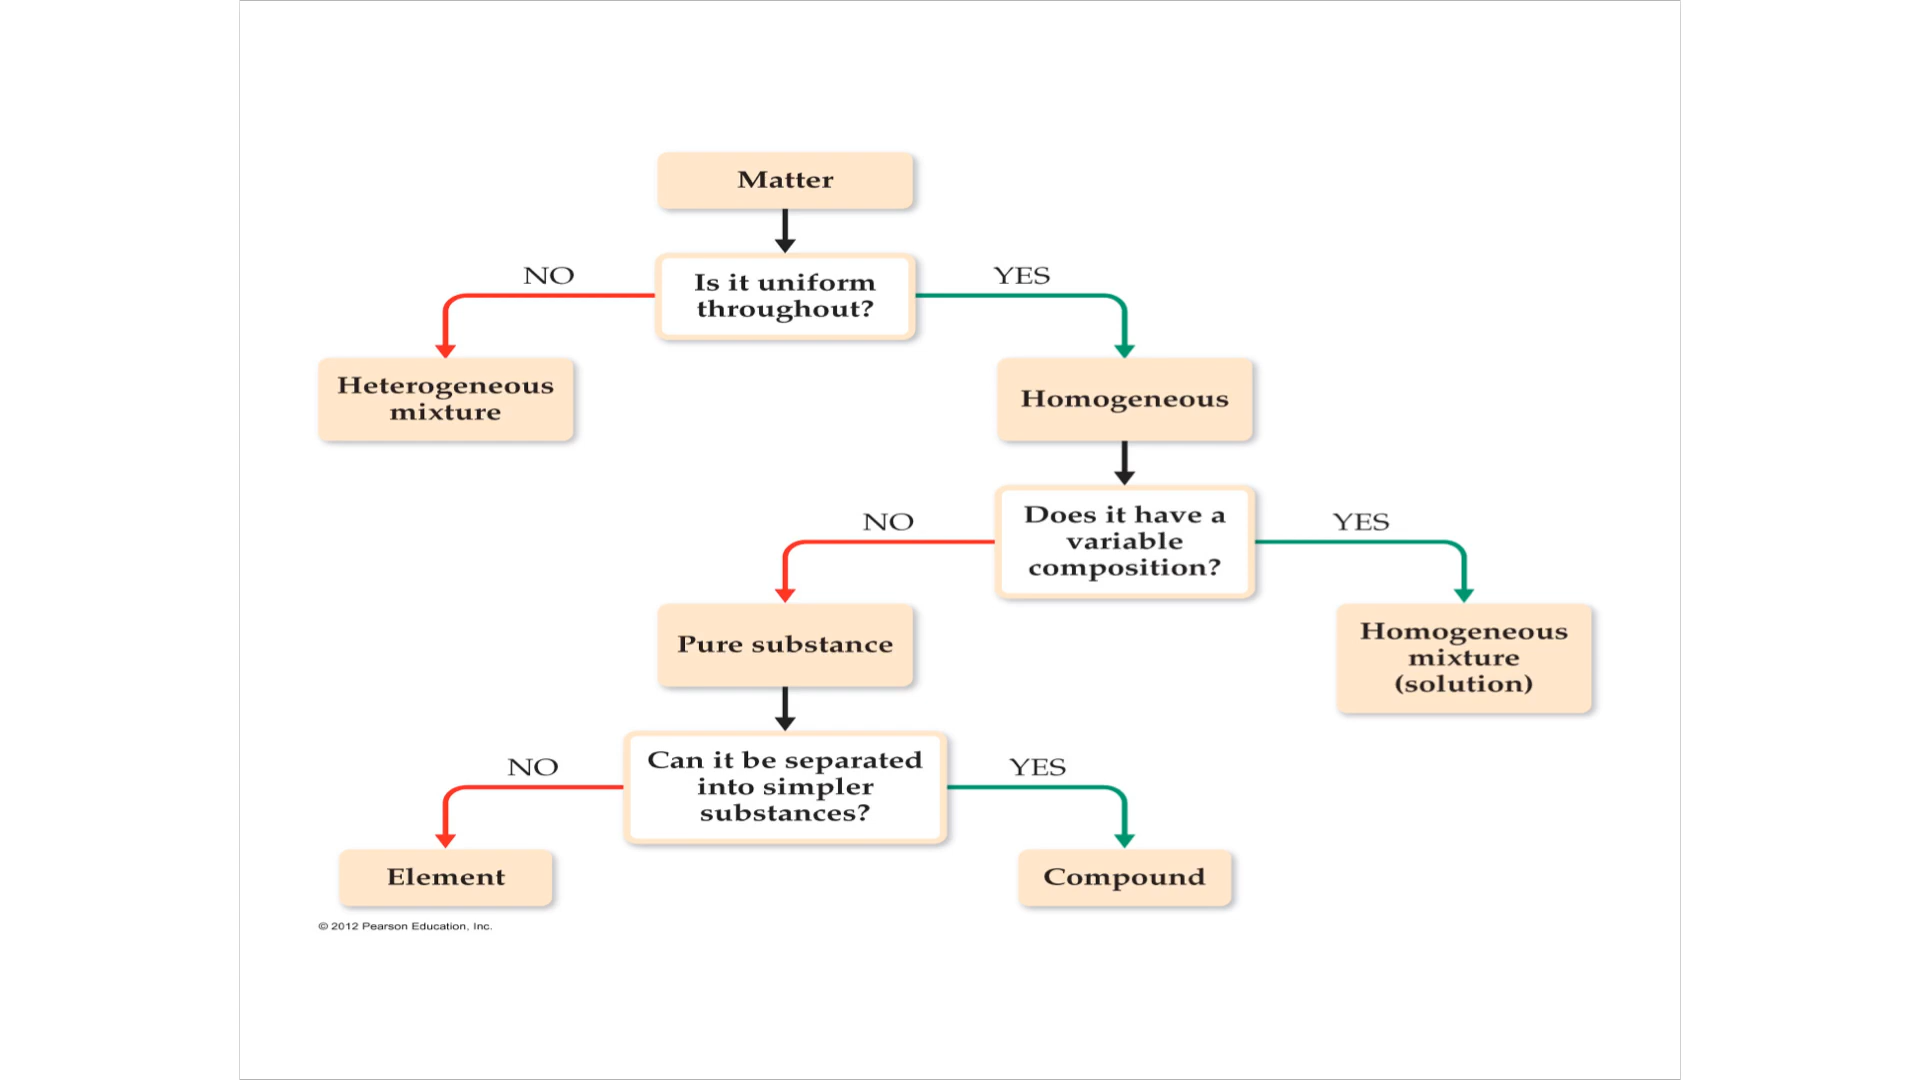 Matter
NO
Is it uniform
throughout?
YES
Heterogeneous
mixture
Homogeneous
NO
Does it have a
variable
composition?
YES
Pure substance
Homogeneous
mixture
(solution)
NO
Can it be separated
into simpler
substances?
YES
Element
Compound
© 2012 Pearson Education, Inc.